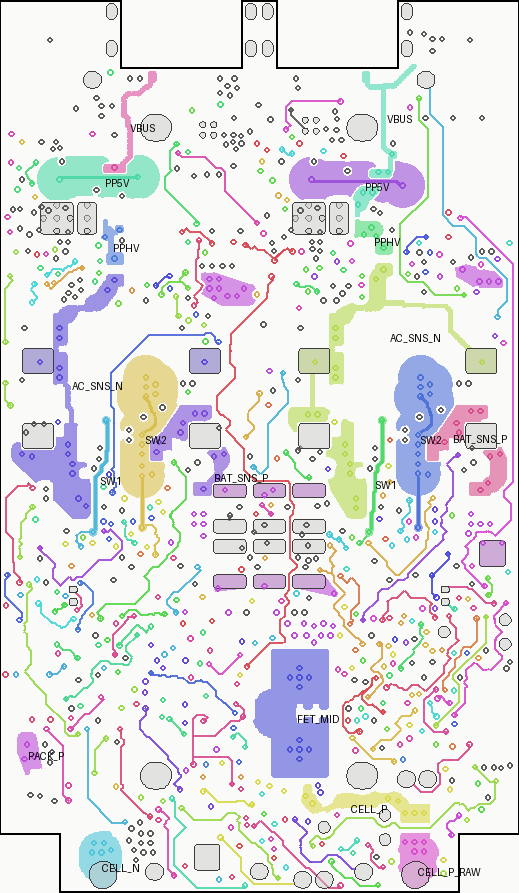 VBUS
VBUS
PP5V
PP5V
PPHV
PPHV
AC_SNS_N
AC_SNS_N
SW2
SW2
BAT_SNS_P
BAT_SNS_P
SW1
SW1
FET_MID
PACK_P
CELL_P
CELL_N
CELL_P_RAW